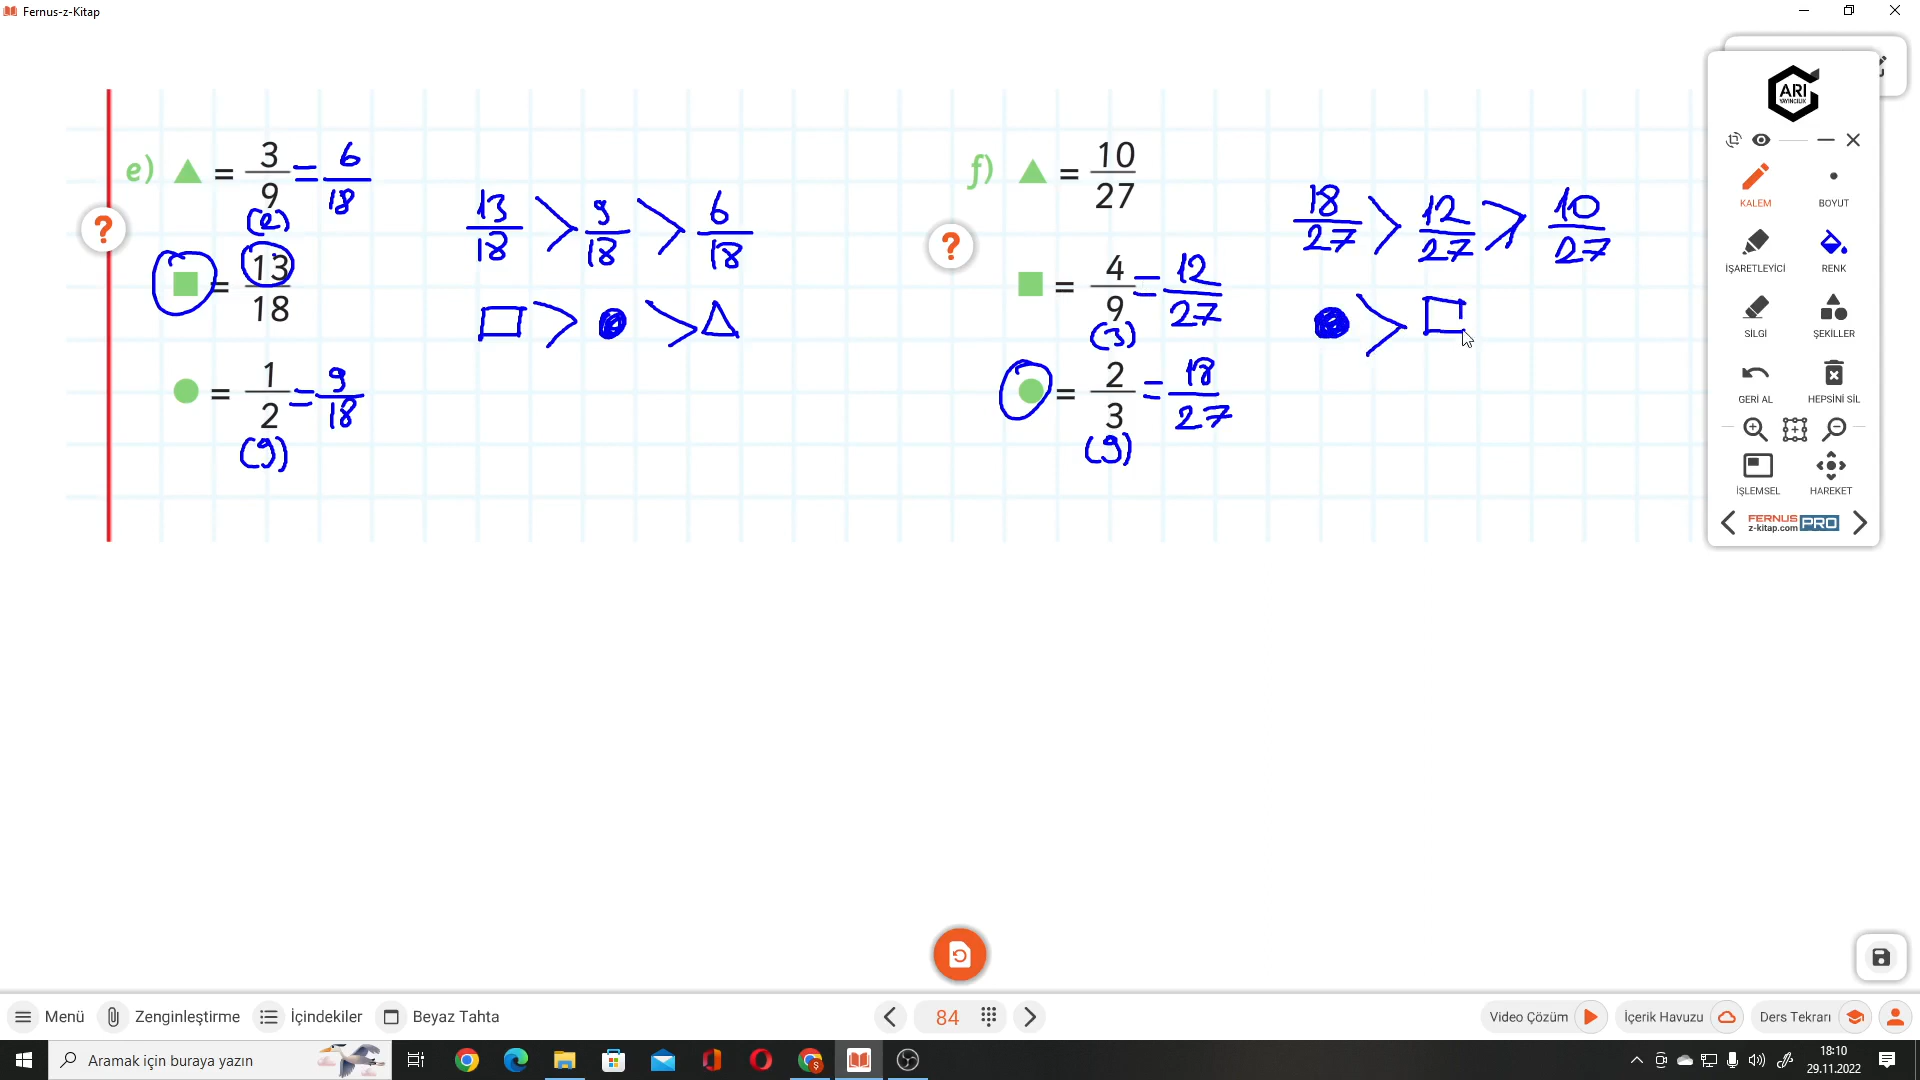 Fernus-z-Kitap
e) ▲ = 3/9 = 6/18
(2)
■ = 13/18
● = 1/2 = 9/18
(9)
13/18 > 9/18 > 6/18
□ > ● > △
f) ▲ = 10/27
■ = 4/9 = 12/27
(3)
● = 2/3 = 18/27
(9)
18/27 > 12/27 > 10/27
● > □
?
?
ARI
YAYINCILIK
KALEM
BOYUT
İŞARETLEYİCİ
RENK
SİLGİ
ŞEKİLLER
GERİ AL
HEPSİNİ SİL
İŞLEMSEL
HAREKET
FERNUS
z-kitap.com PRO
Menü
Zenginleştirme
İçindekiler
Beyaz Tahta
84
Video Çözüm
İçerik Havuzu
Ders Tekrarı
Aramak için buraya yazın
18:10
29.11.2022